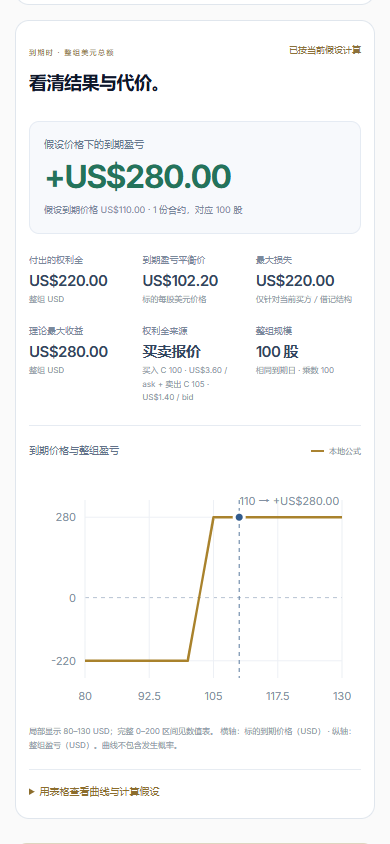 到期时 · 整组美元总额
已按当前假设计算
看清结果与代价。
假设价格下的到期盈亏
+US$280.00
假设到期价格 US$110.00 · 1 份合约，对应 100 股
付出的权利金
到期盈亏平衡价
最大损失
US$220.00
US$102.20
US$220.00
整组 USD
标的每股美元价格
仅针对当前买方 / 借记结构
理论最大收益
权利金来源
整组规模
US$280.00
买卖报价
100 股
整组 USD
买入 C 100 · US$3.60 /
ask + 卖出 C 105 ·
US$1.40 / bid
相同到期日 · 乘数 100
到期价格与整组盈亏
本地公式
110 → +US$280.00
280
0
-220
80
92.5
105
117.5
130
局部显示 80–130 USD；完整 0–200 区间见数值表。 横轴：标的到期价格（USD） · 纵轴：
整组盈亏（USD）。曲线不包含发生概率。
▶ 用表格查看曲线与计算假设